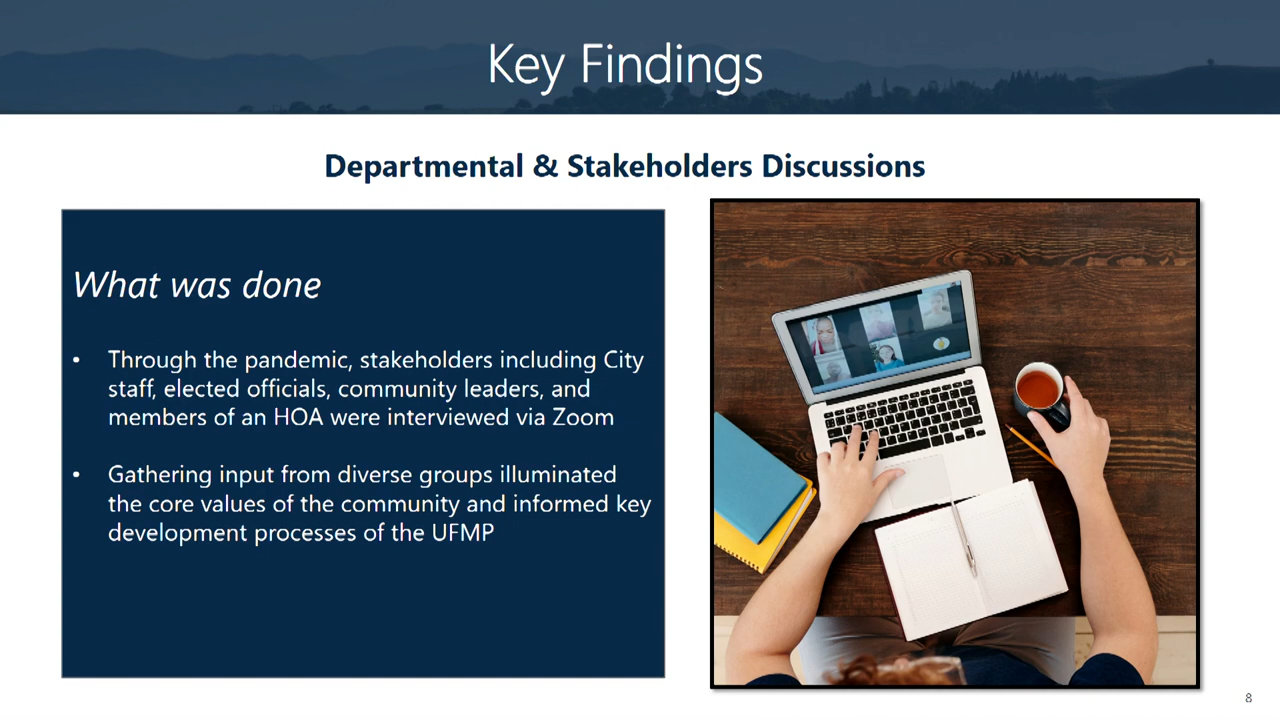 Key Findings
Departmental & Stakeholders Discussions
What was done
• Through the pandemic, stakeholders including City
staff, elected officials, community leaders, and
members of an HOA were interviewed via Zoom
• Gathering input from diverse groups illuminated
the core values of the community and informed key
development processes of the UFMP
8